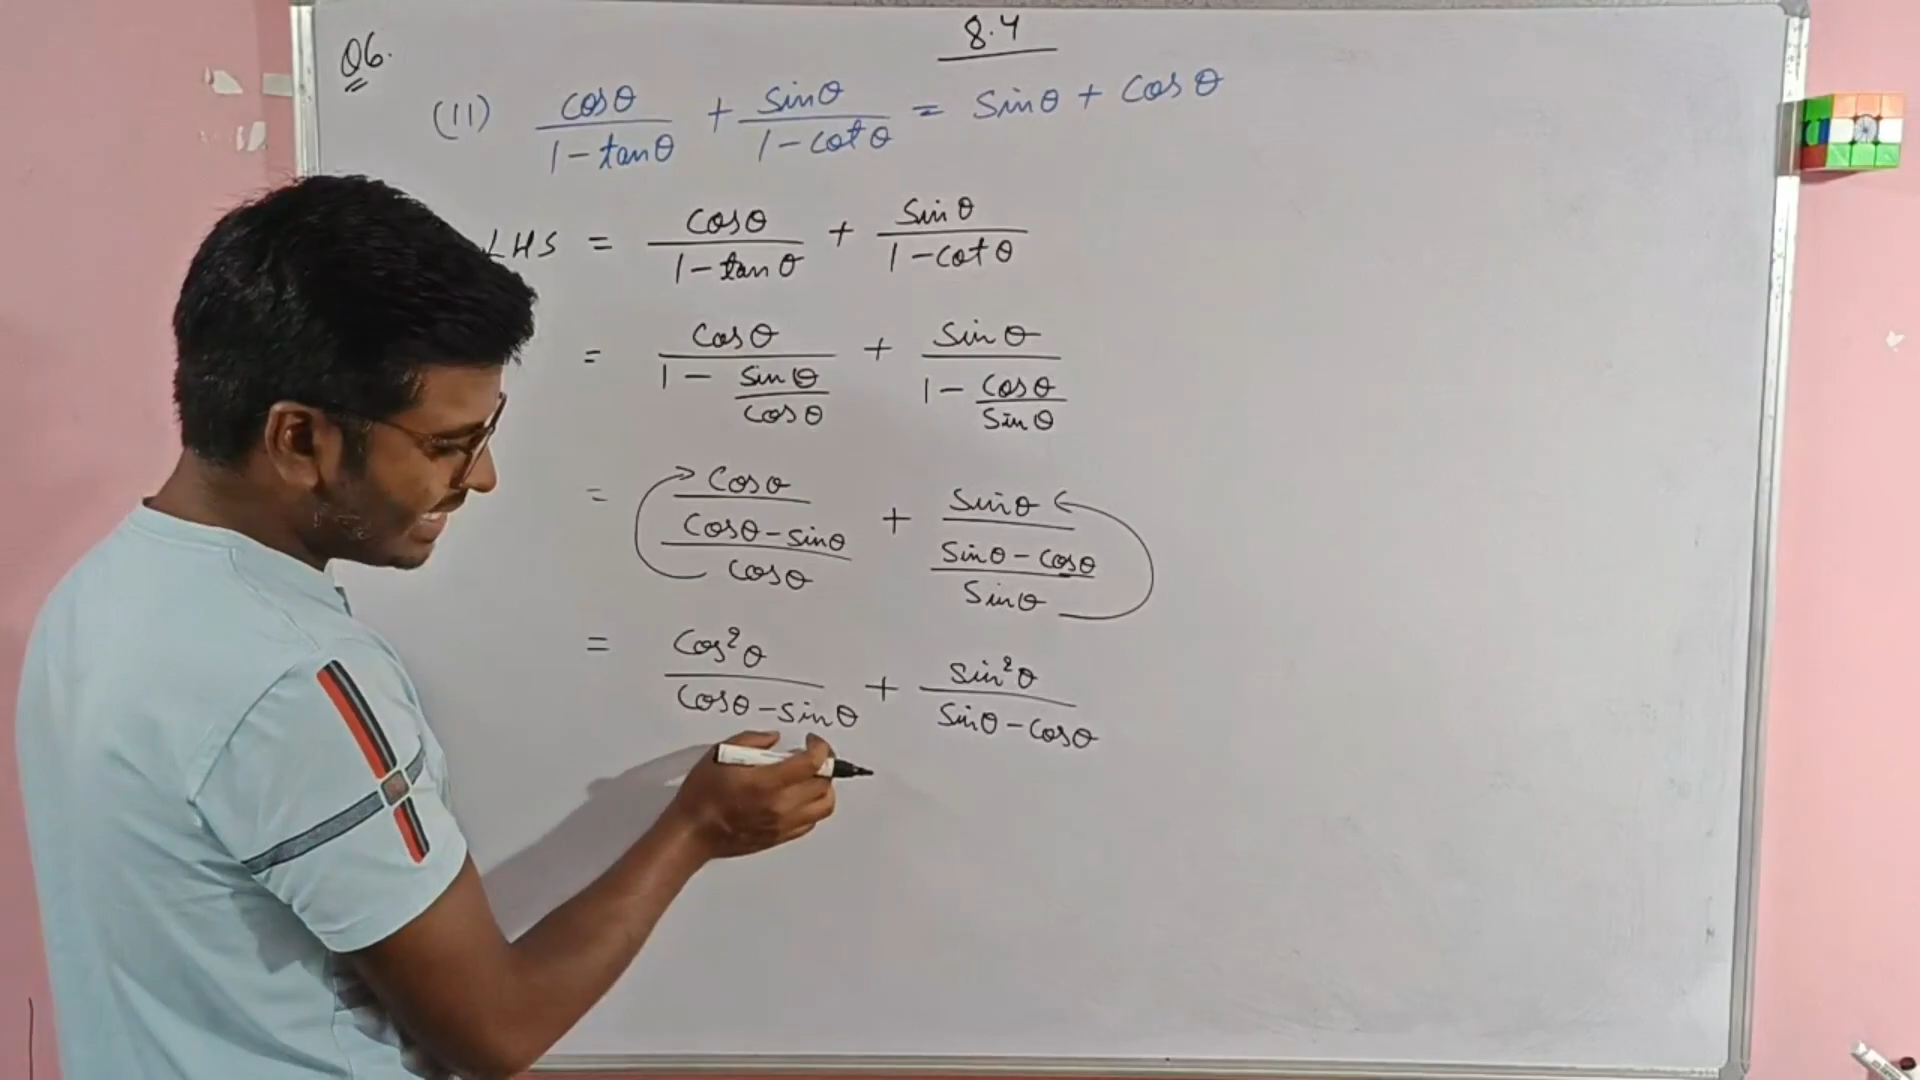 8.4
Q6.
(11) cosθ/(1-tanθ) + sinθ/(1-cotθ) = sinθ + cosθ
LHS = cosθ/(1-tanθ) + sinθ/(1-cotθ)
= cosθ/(1 - sinθ/cosθ) + sinθ/(1 - cosθ/sinθ)
= cosθ/((cosθ-sinθ)/cosθ) + sinθ/((sinθ-cosθ)/sinθ)
= cos²θ/(cosθ-sinθ) + sin²θ/(sinθ-cosθ)